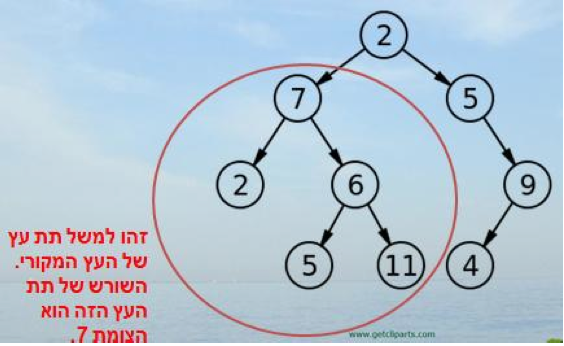 2
7
5
2
6
9
5
11
4
זהו למשל תת עץ
של העץ המקורי.
השורש של תת
העץ הזה הוא
הצומת 7.
www.getcliparts.com